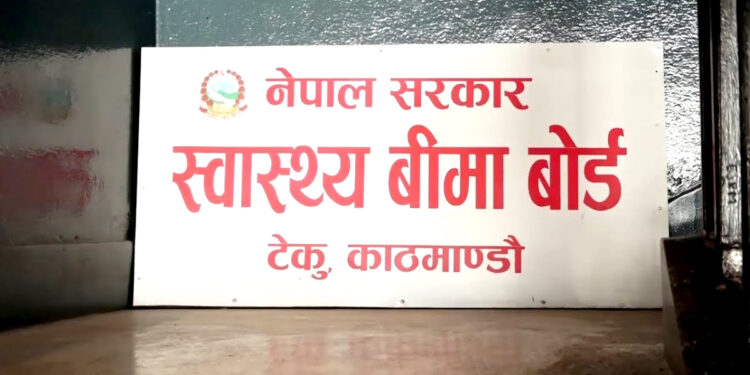 नेपाल सरकार
स्वास्थ्य बीमा बोर्ड
टेकु, काठमाण्डौ